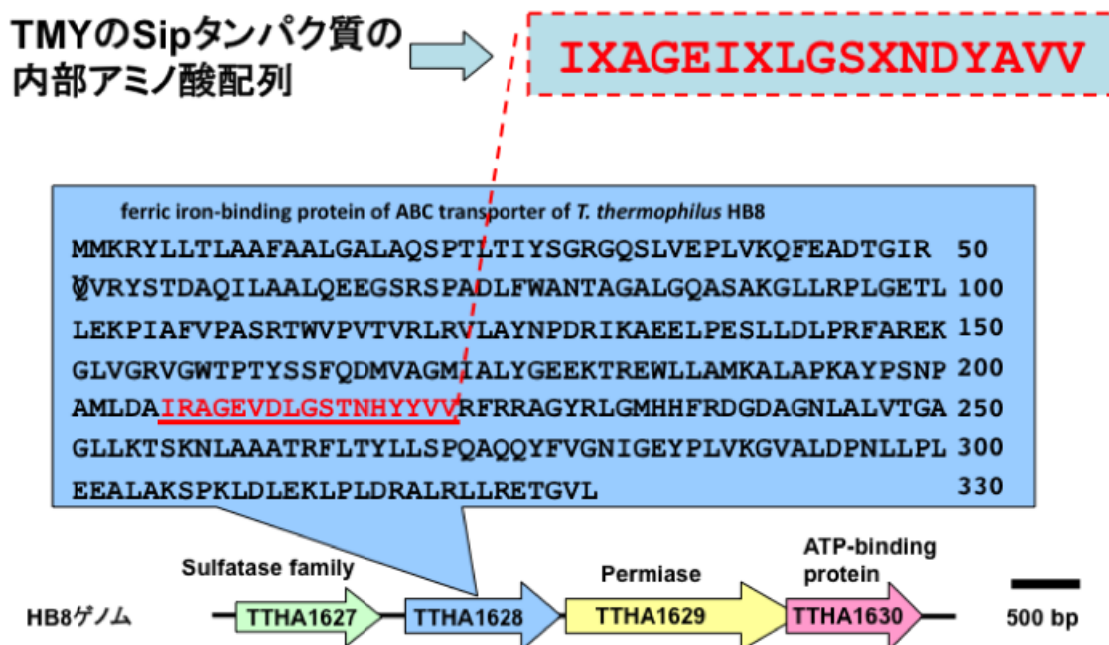 TMYのSipタンパク質の
内部アミノ酸配列
IXAGEIXLGSXNDYAVV
ferric iron-binding protein of ABC transporter of T. thermophilus HB8
MMKRYLLTLAAFAALGALAQSPTLTIYSGRGQSLVEPLVKQFEADTGIR 50
VRYSTDAQILAALQEEGSRSPADLFWANTAGALGQASAKGLLRPLGETL 100
LEKPIAFVPASRTWVPVTVRLRVLAYNPDRIKAEELPESLLDLPRFAREK 150
GLVGRVGWTPTYSSFQDMVAGMIALYGEEKTREWLLAMKALAPKAYPSNP 200
AMLDAIRAGEVDLGSTNHYYVVRFRRAGYRLGMHHFRDGDAGNLALVTGA 250
GLLKTSKNLAAATRFLTYLLSPQAQQYFVGNIGEYPLVKGVALDPNLLPL 300
EEALAKSPKLDLEKLPLDRALRLLRETGVL 330
Sulfatase family
Permiase
ATP-binding
protein
HB8ゲノム
TTHA1627
TTHA1628
TTHA1629
TTHA1630
500 bp